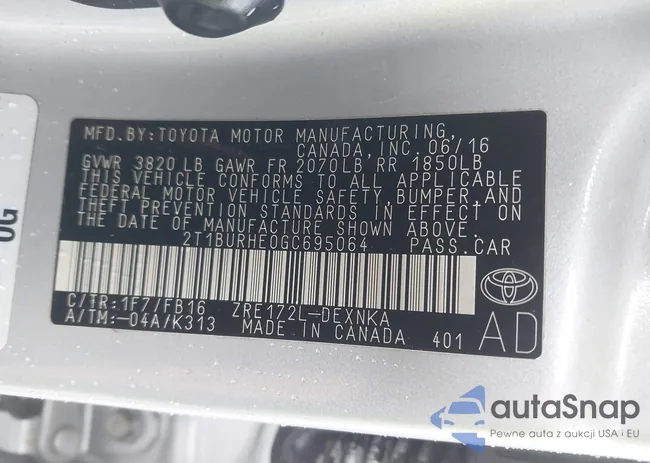 MFD.BY:TOYOTA MOTOR MANUFACTURING,
CANADA, INC. 06/16
GVWR 3820 LB GAWR FR 2070LB RR 1850LB
THIS VEHICLE CONFORMS TO ALL APPLICABLE
FEDERAL MOTOR VEHICLE SAFETY,BUMPER,AND
THEFT PREVENTION STANDARDS IN EFFECT ON
THE DATE OF MANUFACTURE SHOWN ABOVE.
2T1BURHE0GC695064 PASS.CAR
C/TR:1F7/FB16 ZRE172L-DEXNKA
A/TM:-04A/K313 MADE IN CANADA 401
AD
autaSnap
Pewne auta z aukcji USA i EU